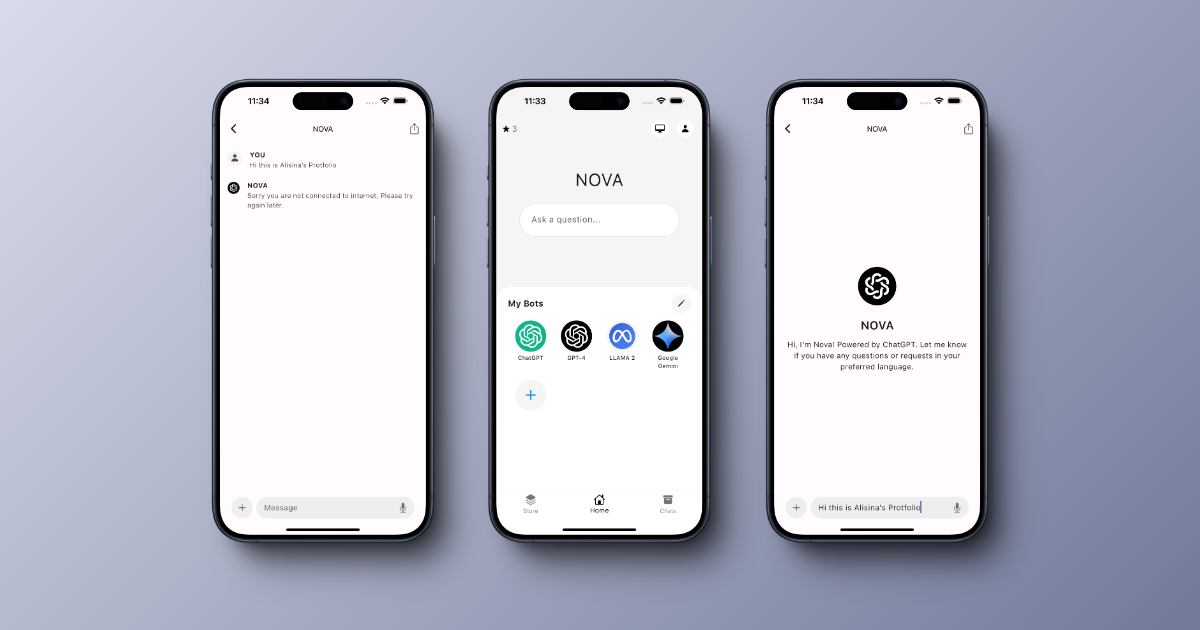 11:34
NOVA
YOU
Hi this is Alisina's Protfolio
NOVA
Sorry you are not connected to internet, Please try
again later.
Message
11:33
3
NOVA
Ask a question...
My Bots
ChatGPT
GPT-4
LLAMA 2
Google
Gemini
Store
Home
Chats
11:34
NOVA
NOVA
Hi, I'm Nova! Powered by ChatGPT. Let me know
if you have any questions or requests in your
preferred language.
Hi this is Alisina's Protfolio